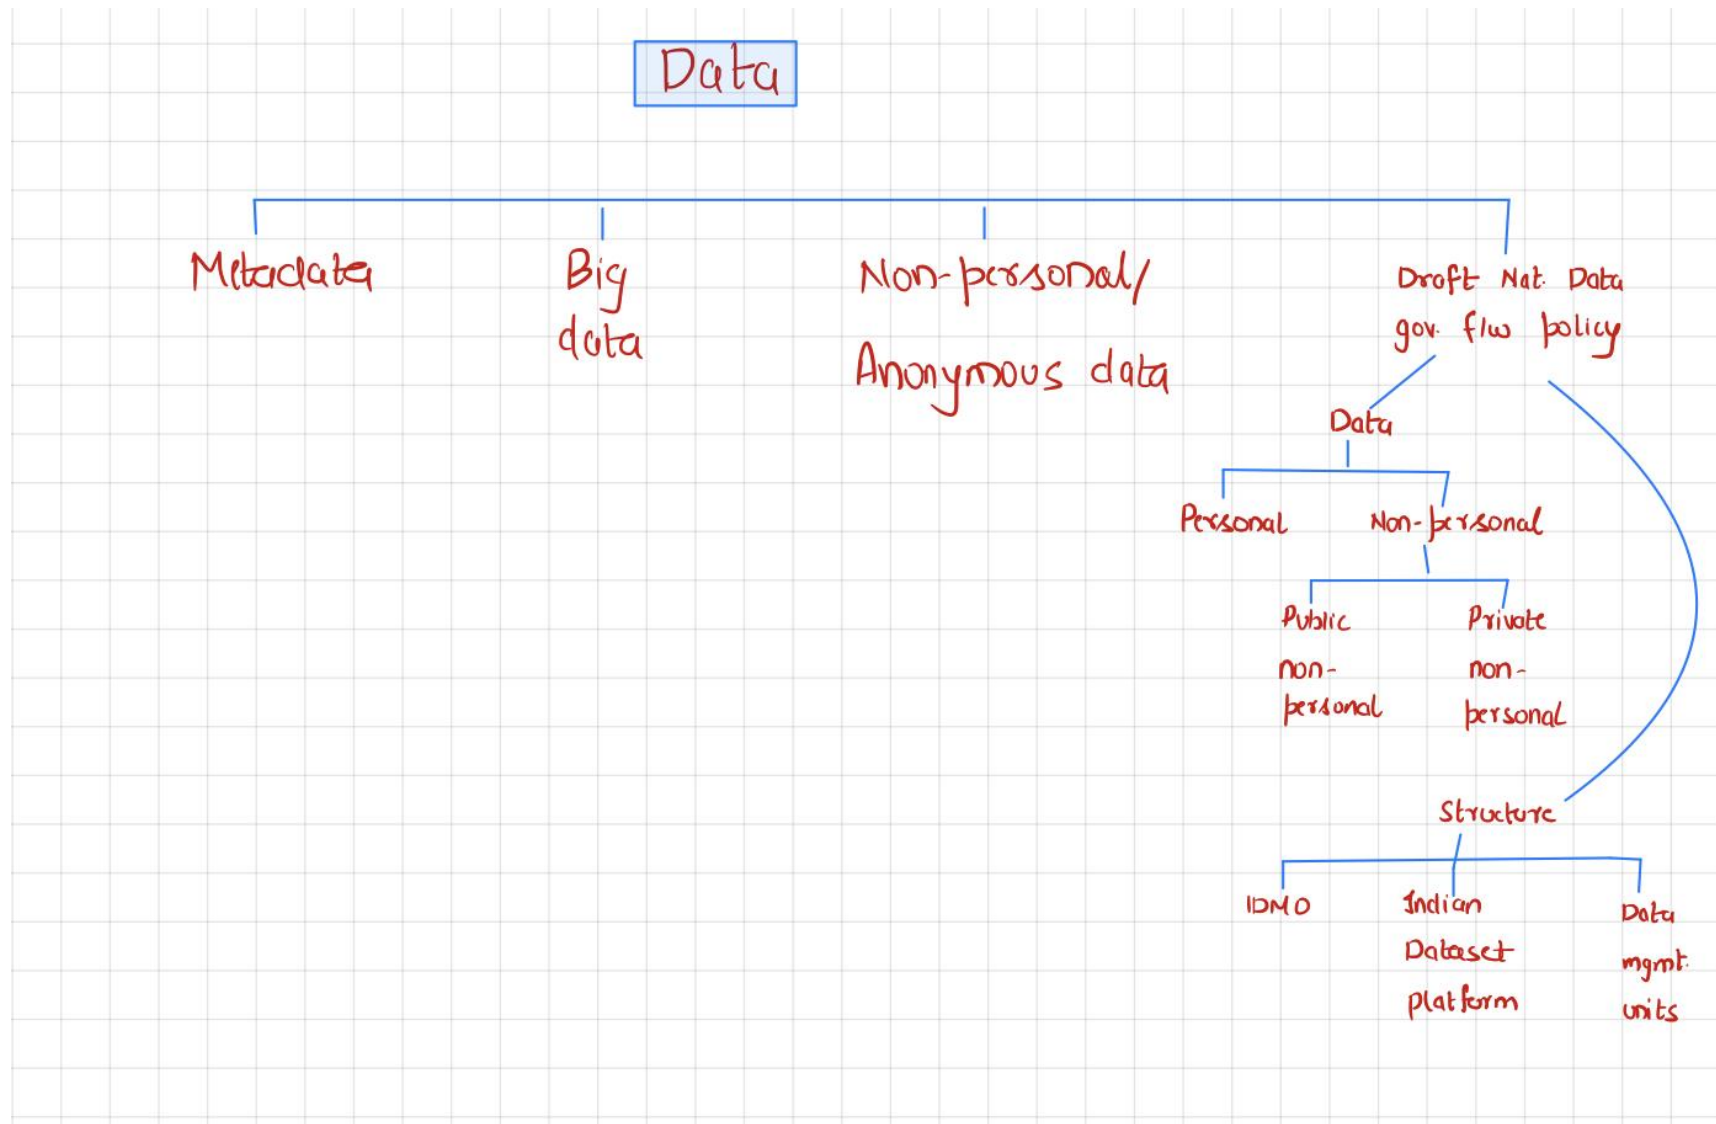 Data
Metadata
Big
data
Non-personal/
Anonymous data
Draft Nat. Data
gov. f/w policy
Data
Personal
Non-personal
Public
non-
personal
Private
non-
personal
Structure
IDMO
Indian
Dataset
platform
Data
mgmt.
units